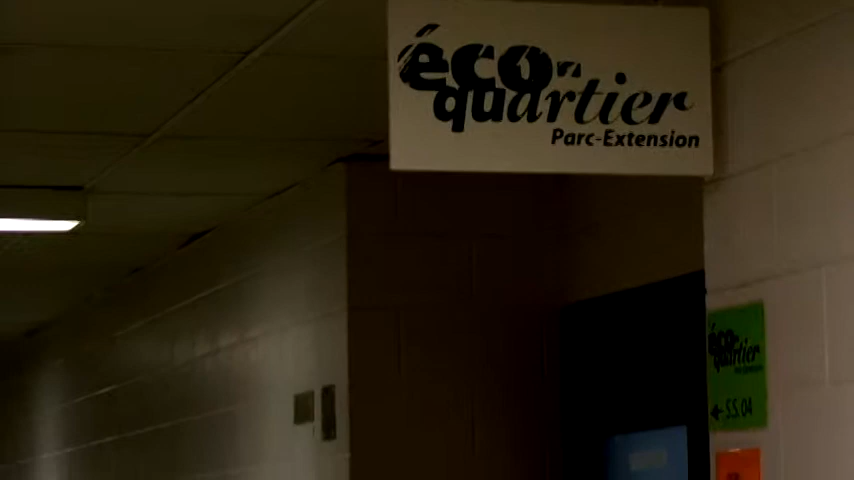 éco
quartier
Parc-Extension
éco-
quartier
S.S.04